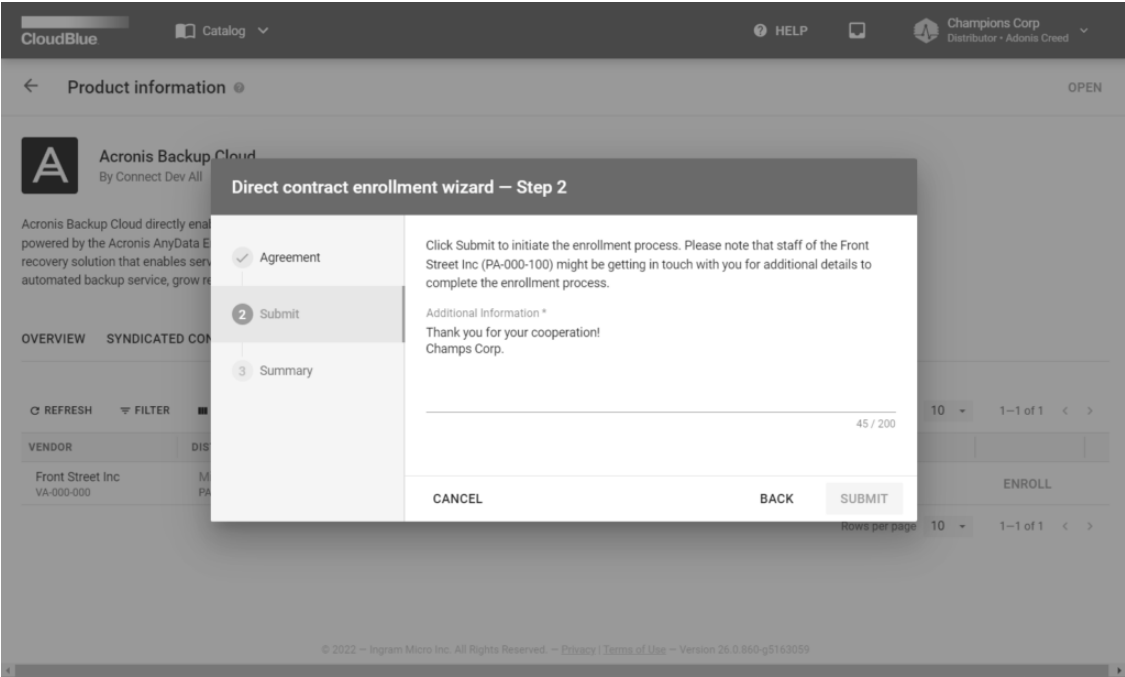 CloudBlue
Catalog
HELP
Champions Corp
Distributor • Adonis Creed
Product information
OPEN
Acronis Backup Cloud
By Connect Dev All
Acronis Backup Cloud directly enal
powered by the Acronis AnyData E
recovery solution that enables serv
automated backup service, grow re
OVERVIEW SYNDICATED CON
REFRESH FILTER
10 1–1 of 1
VENDOR DIS
Front Street Inc
VA-000-000 PA
ENROLL
Rows per page 10 1–1 of 1
Direct contract enrollment wizard — Step 2
Agreement
2 Submit
3 Summary
Click Submit to initiate the enrollment process. Please note that staff of the Front
Street Inc (PA-000-100) might be getting in touch with you for additional details to
complete the enrollment process.
Additional Information *
Thank you for your cooperation!
Champs Corp.
45 / 200
CANCEL BACK SUBMIT
© 2022 – Ingram Micro Inc. All Rights Reserved. – Privacy | Terms of Use – Version 26.0.860-g5163059